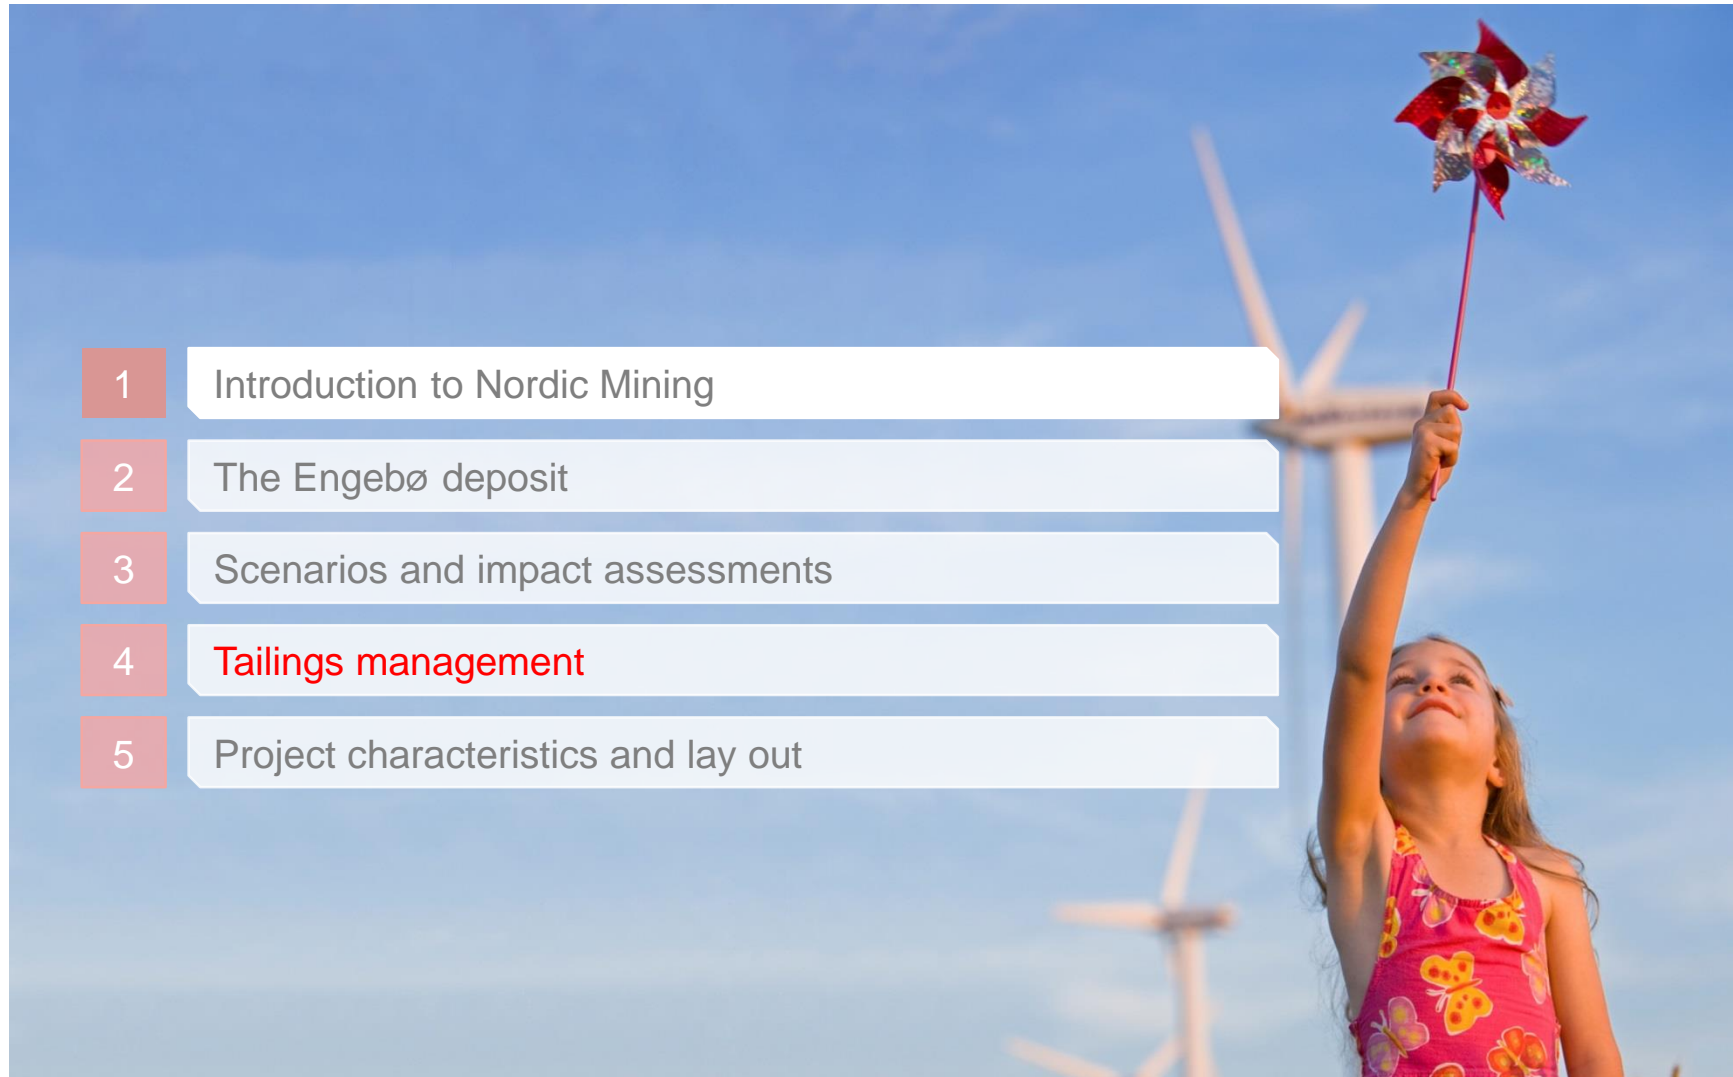 1 Introduction to Nordic Mining
2 The Engebø deposit
3 Scenarios and impact assessments
4 Tailings management
5 Project characteristics and lay out